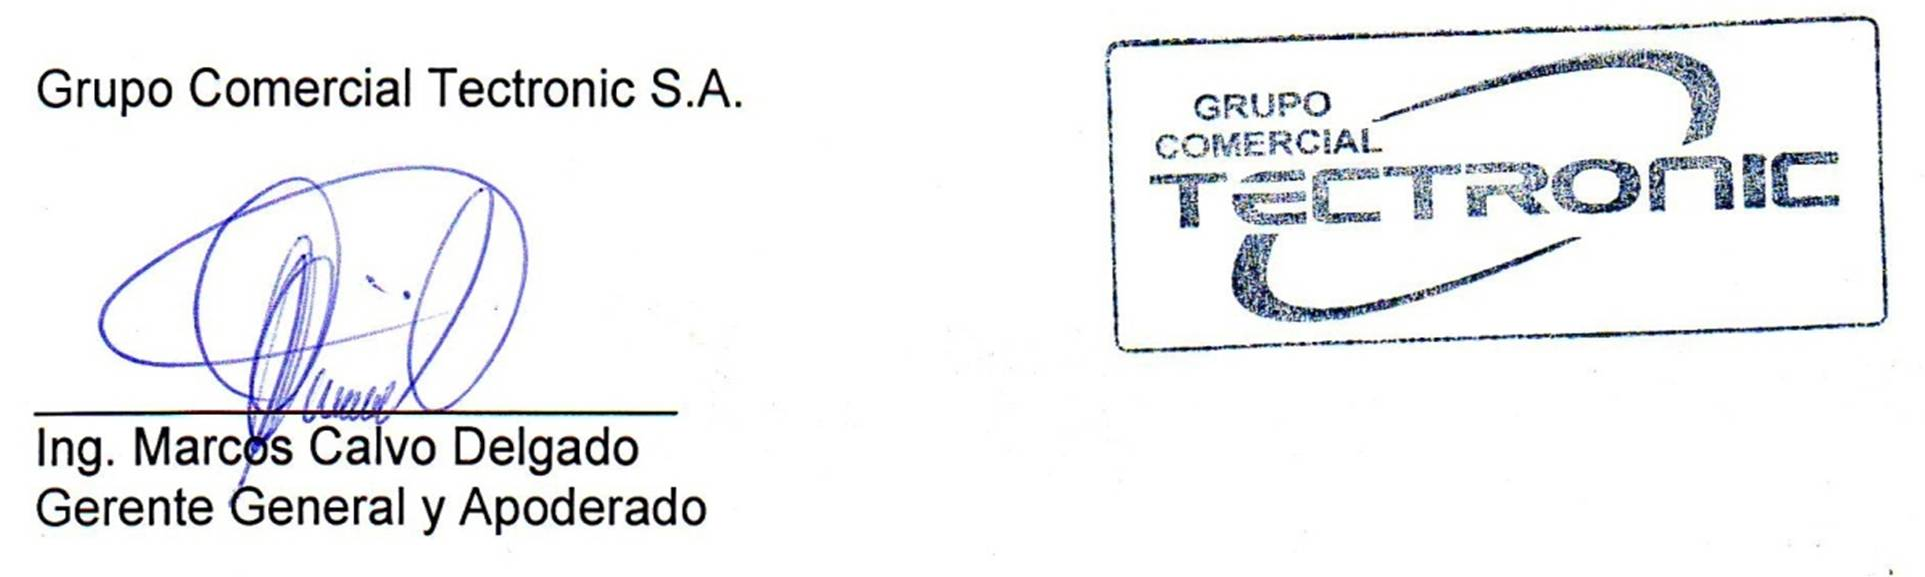 Grupo Comercial Tectronic S.A.
GRUPO
COMERCIAL
TECTRONIC
Ing. Marcos Calvo Delgado
Gerente General y Apoderado